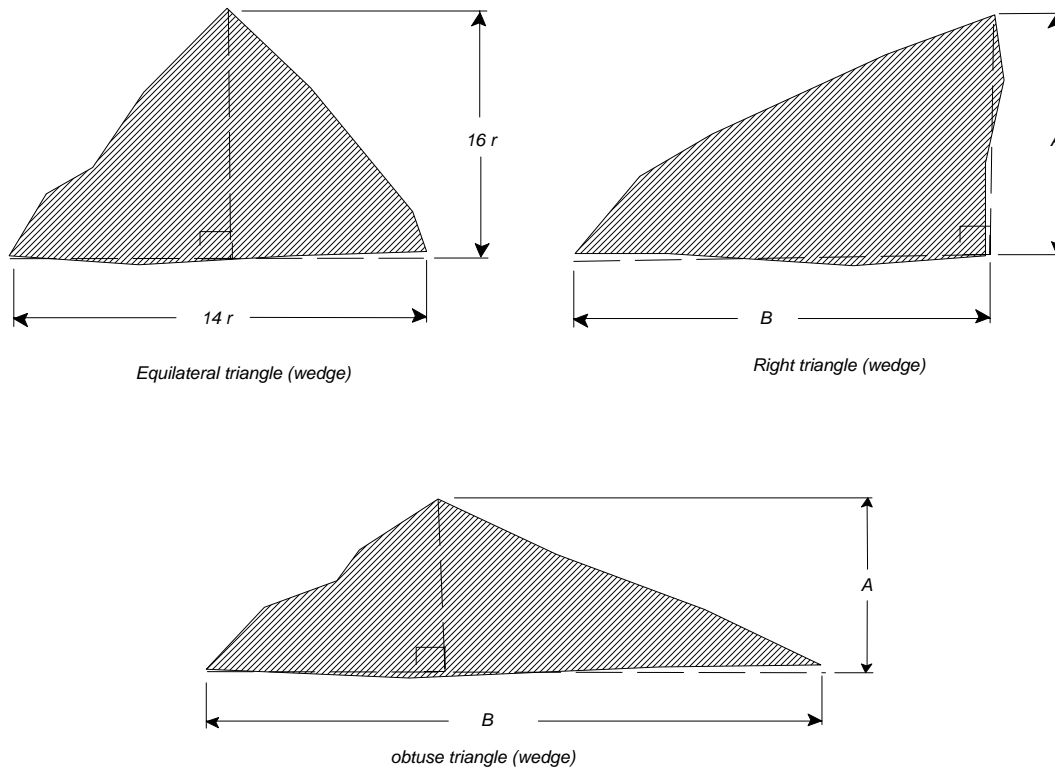 16 r
14 r
Equilateral triangle (wedge)
B
Right triangle (wedge)
A
B
obtuse triangle (wedge)